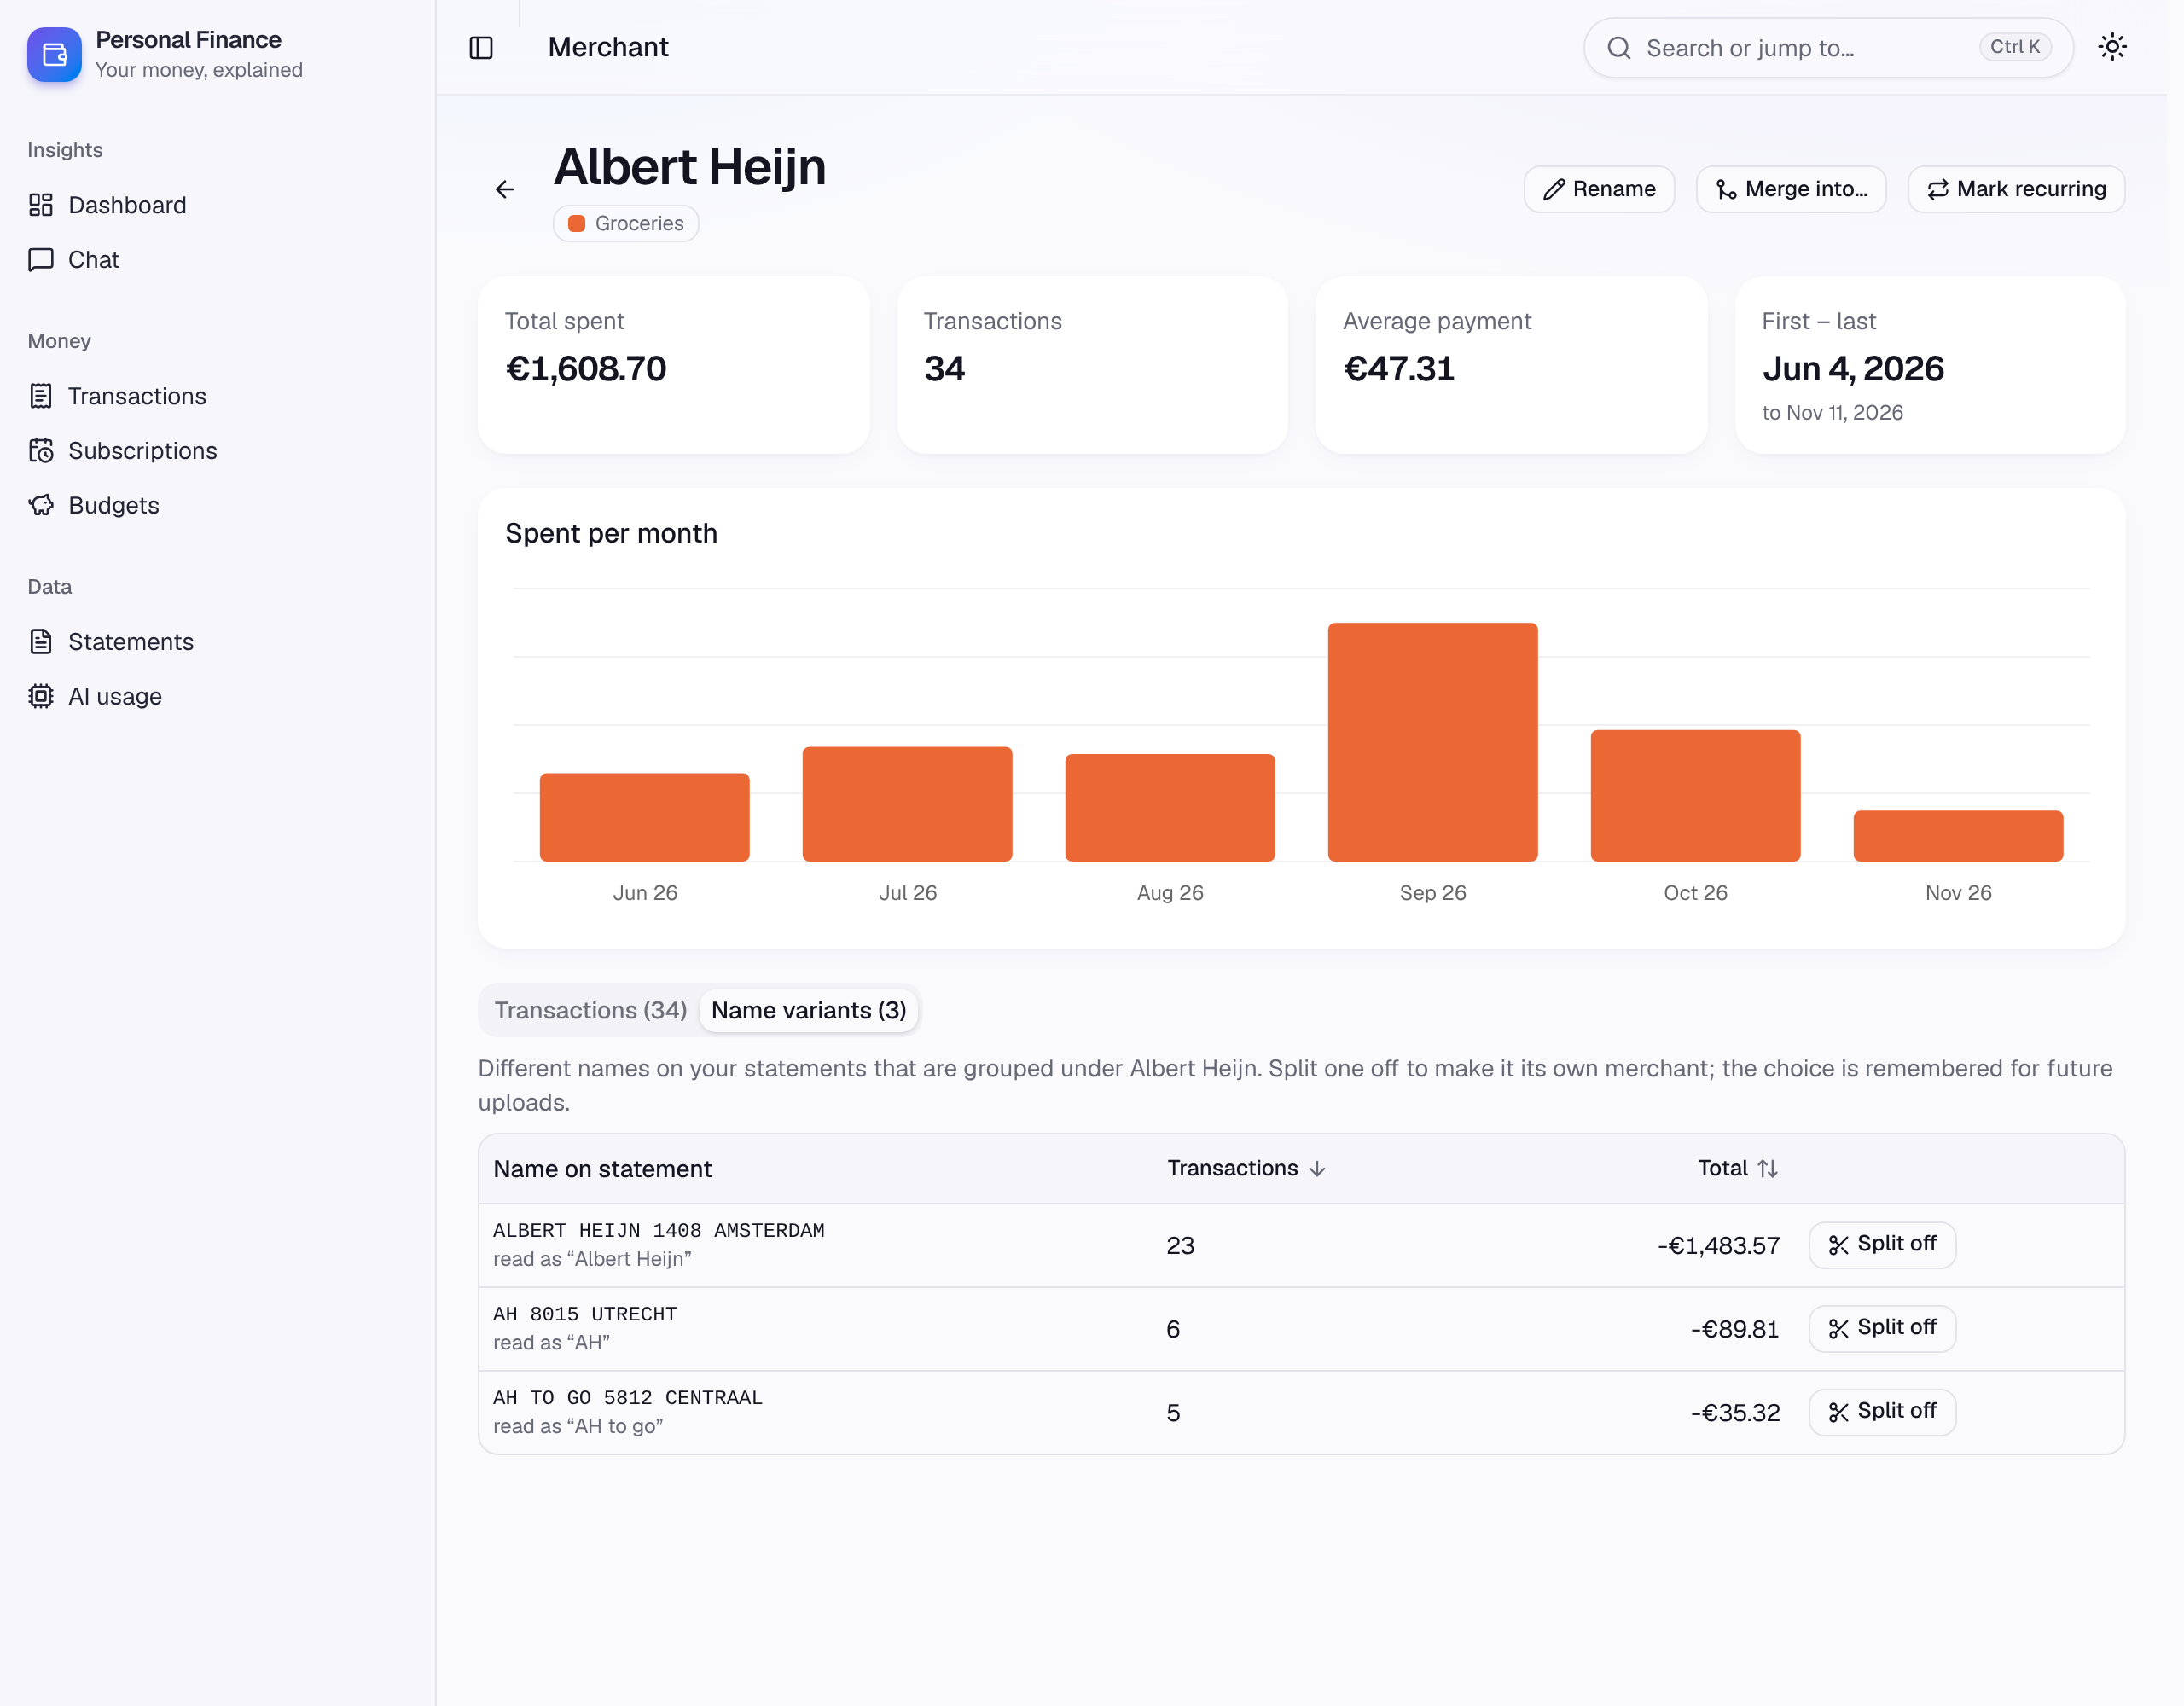 Personal Finance
Your money, explained
Insights
Dashboard
Chat
Money
Transactions
Subscriptions
Budgets
Data
Statements
AI usage
Merchant
Search or jump to...
Ctrl K
Albert Heijn
Groceries
Rename
Merge into...
Mark recurring
Total spent
€1,608.70
Transactions
34
Average payment
€47.31
First – last
Jun 4, 2026
to Nov 11, 2026
Spent per month
Jun 26
Jul 26
Aug 26
Sep 26
Oct 26
Nov 26
Transactions (34)
Name variants (3)
Different names on your statements that are grouped under Albert Heijn. Split one off to make it its own merchant; the choice is remembered for future
uploads.
Name on statement
Transactions
Total
ALBERT HEIJN 1408 AMSTERDAM
read as “Albert Heijn”
23
-€1,483.57
Split off
AH 8015 UTRECHT
read as “AH”
6
-€89.81
Split off
AH TO GO 5812 CENTRAAL
read as “AH to go”
5
-€35.32
Split off